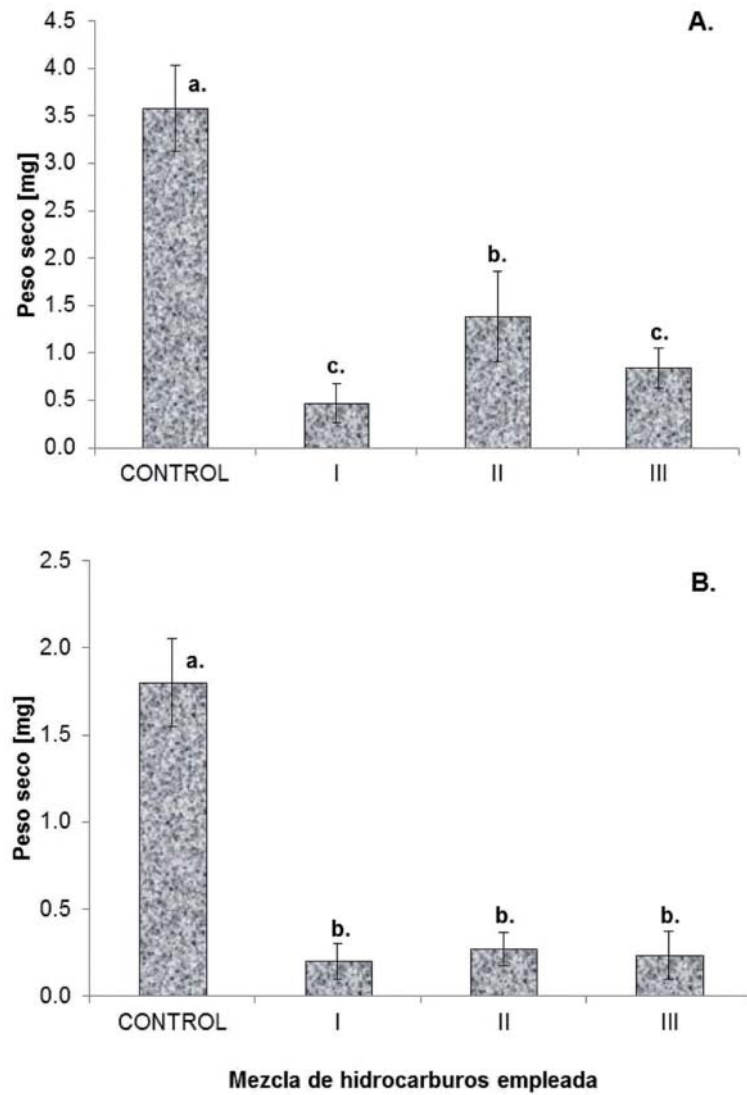 A.
4.5
4.0
3.5
3.0
2.5
2.0
1.5
1.0
0.5
0.0
Peso seco [mg]
a.
c.
b.
c.
CONTROL I II III
B.
2.5
2.0
1.5
1.0
0.5
0.0
Peso seco [mg]
a.
b.
b.
b.
CONTROL I II III
Mezcla de hidrocarburos empleada